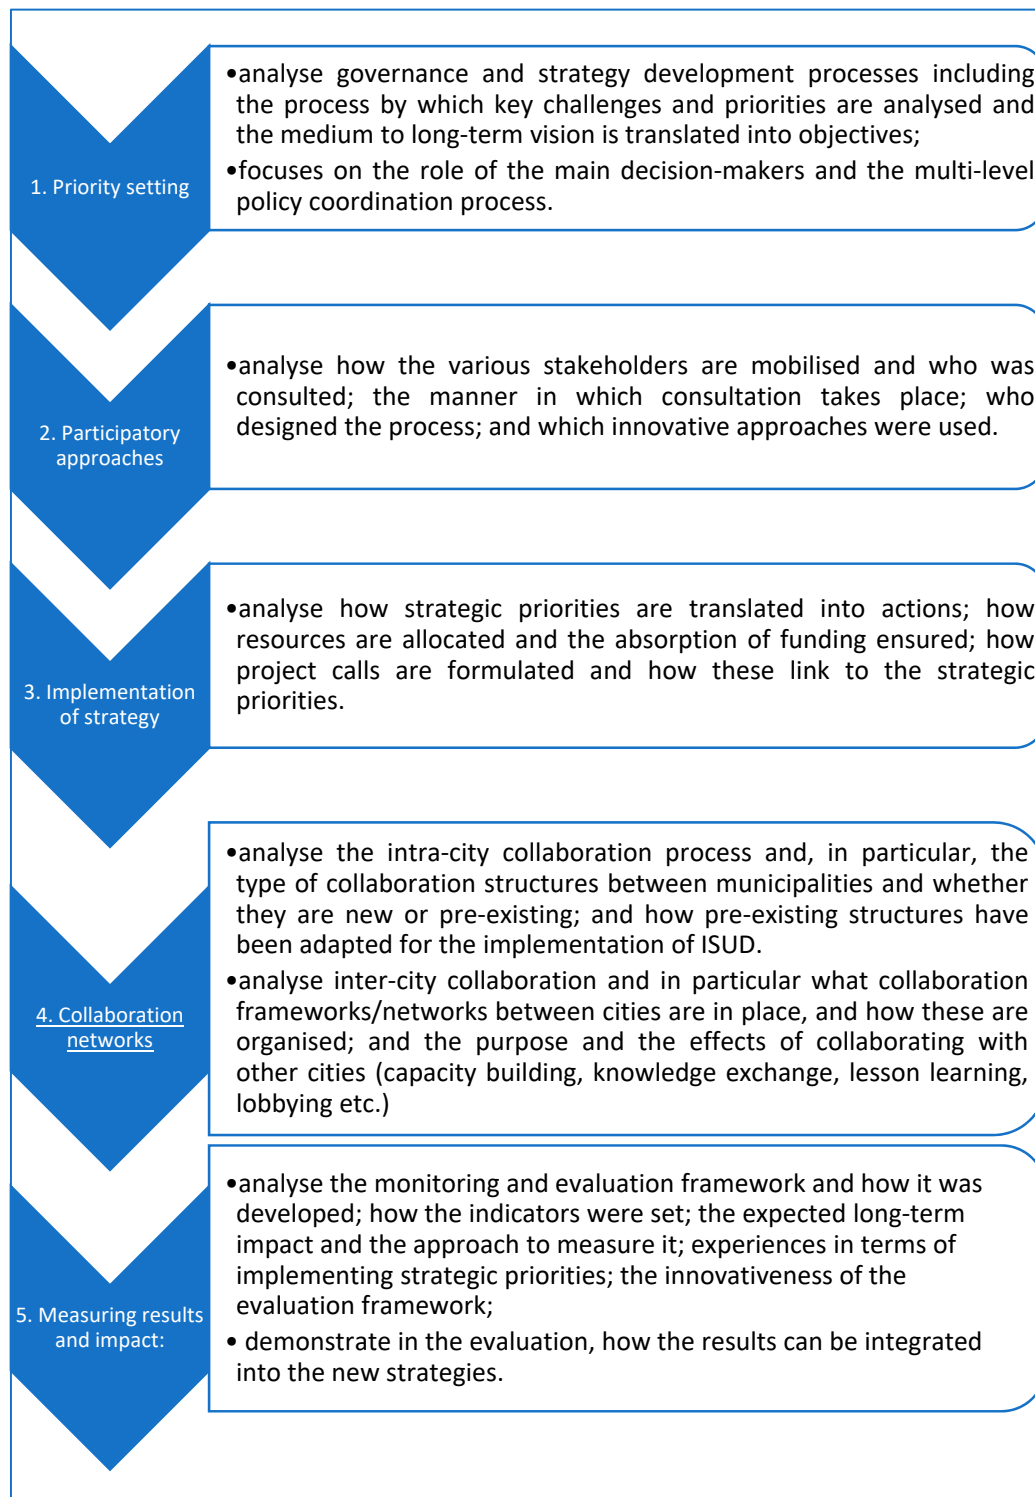 1. Priority setting
•analyse governance and strategy development processes including
the process by which key challenges and priorities are analysed and
the medium to long-term vision is translated into objectives;
•focuses on the role of the main decision-makers and the multi-level
policy coordination process.
2. Participatory
approaches
•analyse how the various stakeholders are mobilised and who was
consulted; the manner in which consultation takes place; who
designed the process; and which innovative approaches were used.
3. Implementation
of strategy
•analyse how strategic priorities are translated into actions; how
resources are allocated and the absorption of funding ensured; how
project calls are formulated and how these link to the strategic
priorities.
4. Collaboration
networks
•analyse the intra-city collaboration process and, in particular, the
type of collaboration structures between municipalities and whether
they are new or pre-existing; and how pre-existing structures have
been adapted for the implementation of ISUD.
•analyse inter-city collaboration and in particular what collaboration
frameworks/networks between cities are in place, and how these are
organised; and the purpose and the effects of collaborating with
other cities (capacity building, knowledge exchange, lesson learning,
lobbying etc.)
5. Measuring results
and impact:
•analyse the monitoring and evaluation framework and how it was
developed; how the indicators were set; the expected long-term
impact and the approach to measure it; experiences in terms of
implementing strategic priorities; the innovativeness of the
evaluation framework;
• demonstrate in the evaluation, how the results can be integrated
into the new strategies.